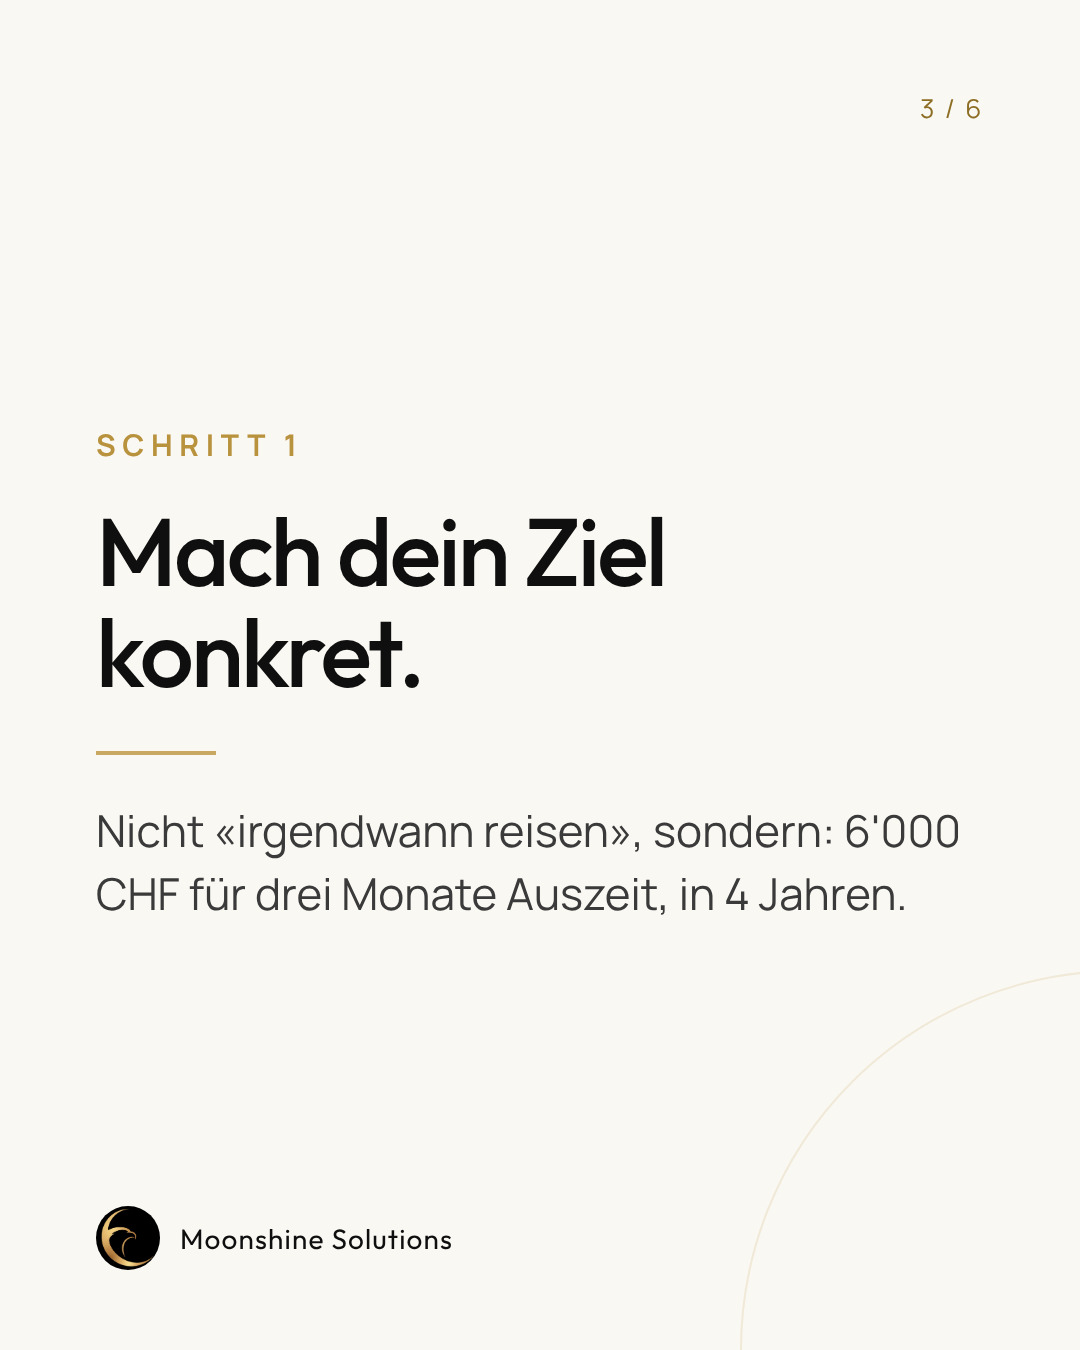 3 / 6
SCHRITT 1
Mach dein Ziel
konkret.
Nicht «irgendwann reisen», sondern: 6'000
CHF für drei Monate Auszeit, in 4 Jahren.
Moonshine Solutions